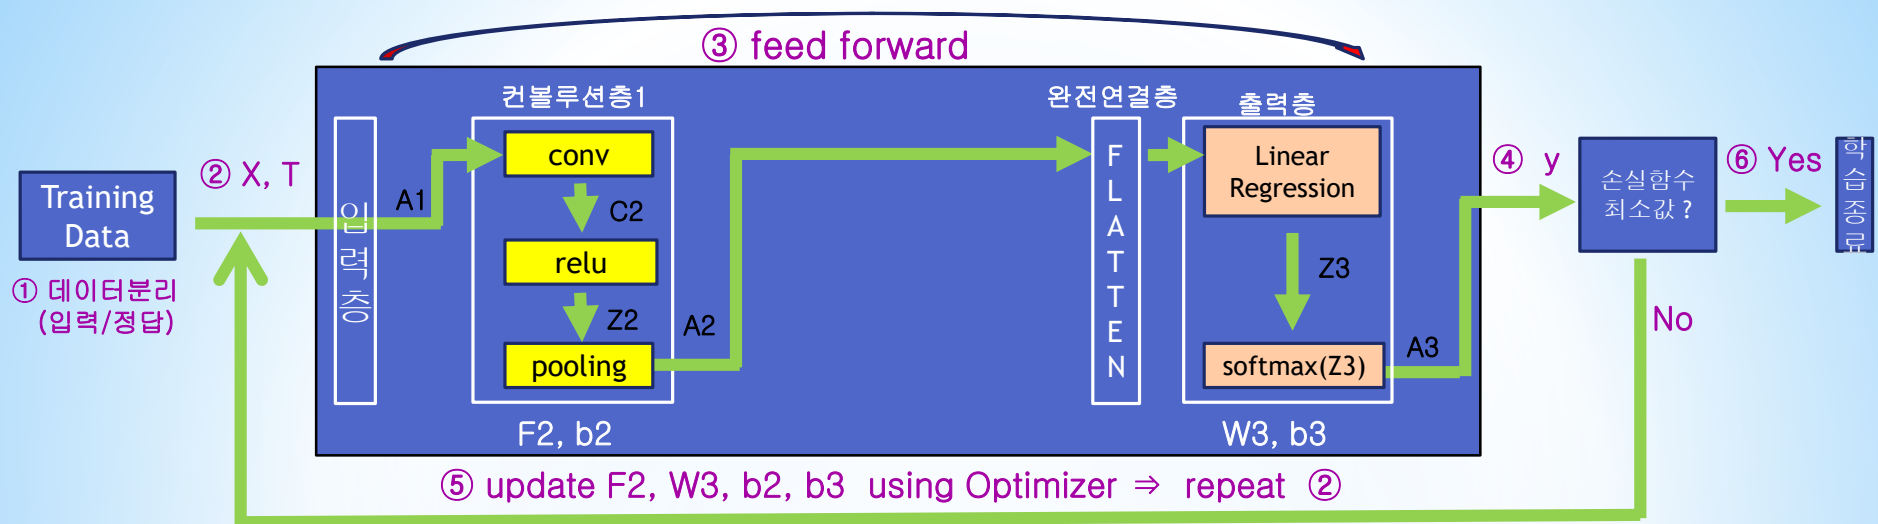 ③ feed forward
컨볼루션층1
완전연결층
출력층
Training
Data
① 데이터분리
(입력/정답)
② X, T
입력층
A1
conv
C2
relu
Z2
pooling
A2
F2, b2
FLATTEN
Linear
Regression
Z3
softmax(Z3)
A3
W3, b3
④ y
손실함수
최소값 ?
⑥ Yes
학습종료
No
⑤ update F2, W3, b2, b3 using Optimizer ⇒ repeat ②